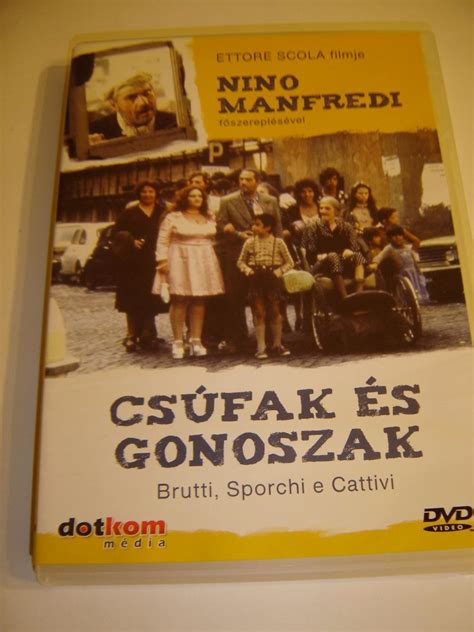 ETTORE SCOLA filmje
NINO
MANFREDI
főszereplésével
CSÚFAK ÉS
GONOSZAK
Brutti, Sporchi e Cattivi
dotkom
média
DVD
VIDEO